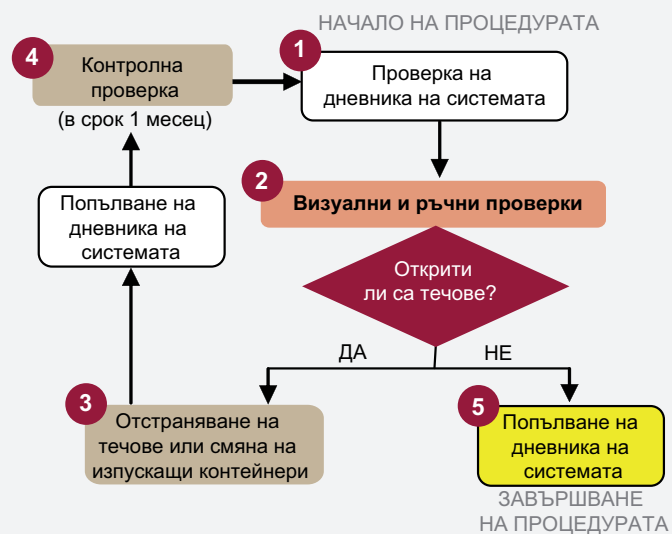 НАЧАЛО НА ПРОЦЕДУРАТА
1
Проверка на
дневника на системата
4
Контролна
проверка
(в срок 1 месец)
2
Визуални и ръчни проверки
Попълване на
дневника на
системата
Открити
ли са течове?
ДА
НЕ
3
Отстраняване на
течове или смяна на
изпускащи контейнери
5
Попълване на
дневника на
системата
ЗАВЪРШВАНЕ
НА ПРОЦЕДУРАТА